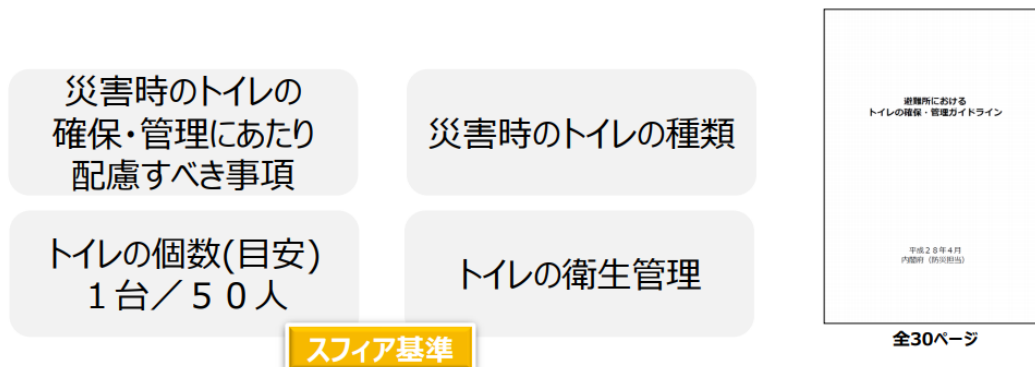 災害時のトイレの
確保・管理にあたり
配慮すべき事項
災害時のトイレの種類
トイレの個数(目安)
１台／５０人
トイレの衛生管理
スフィア基準
避難所における
トイレの確保・管理ガイドライン
平成２８年４月
内閣府（防災担当）
全30ページ